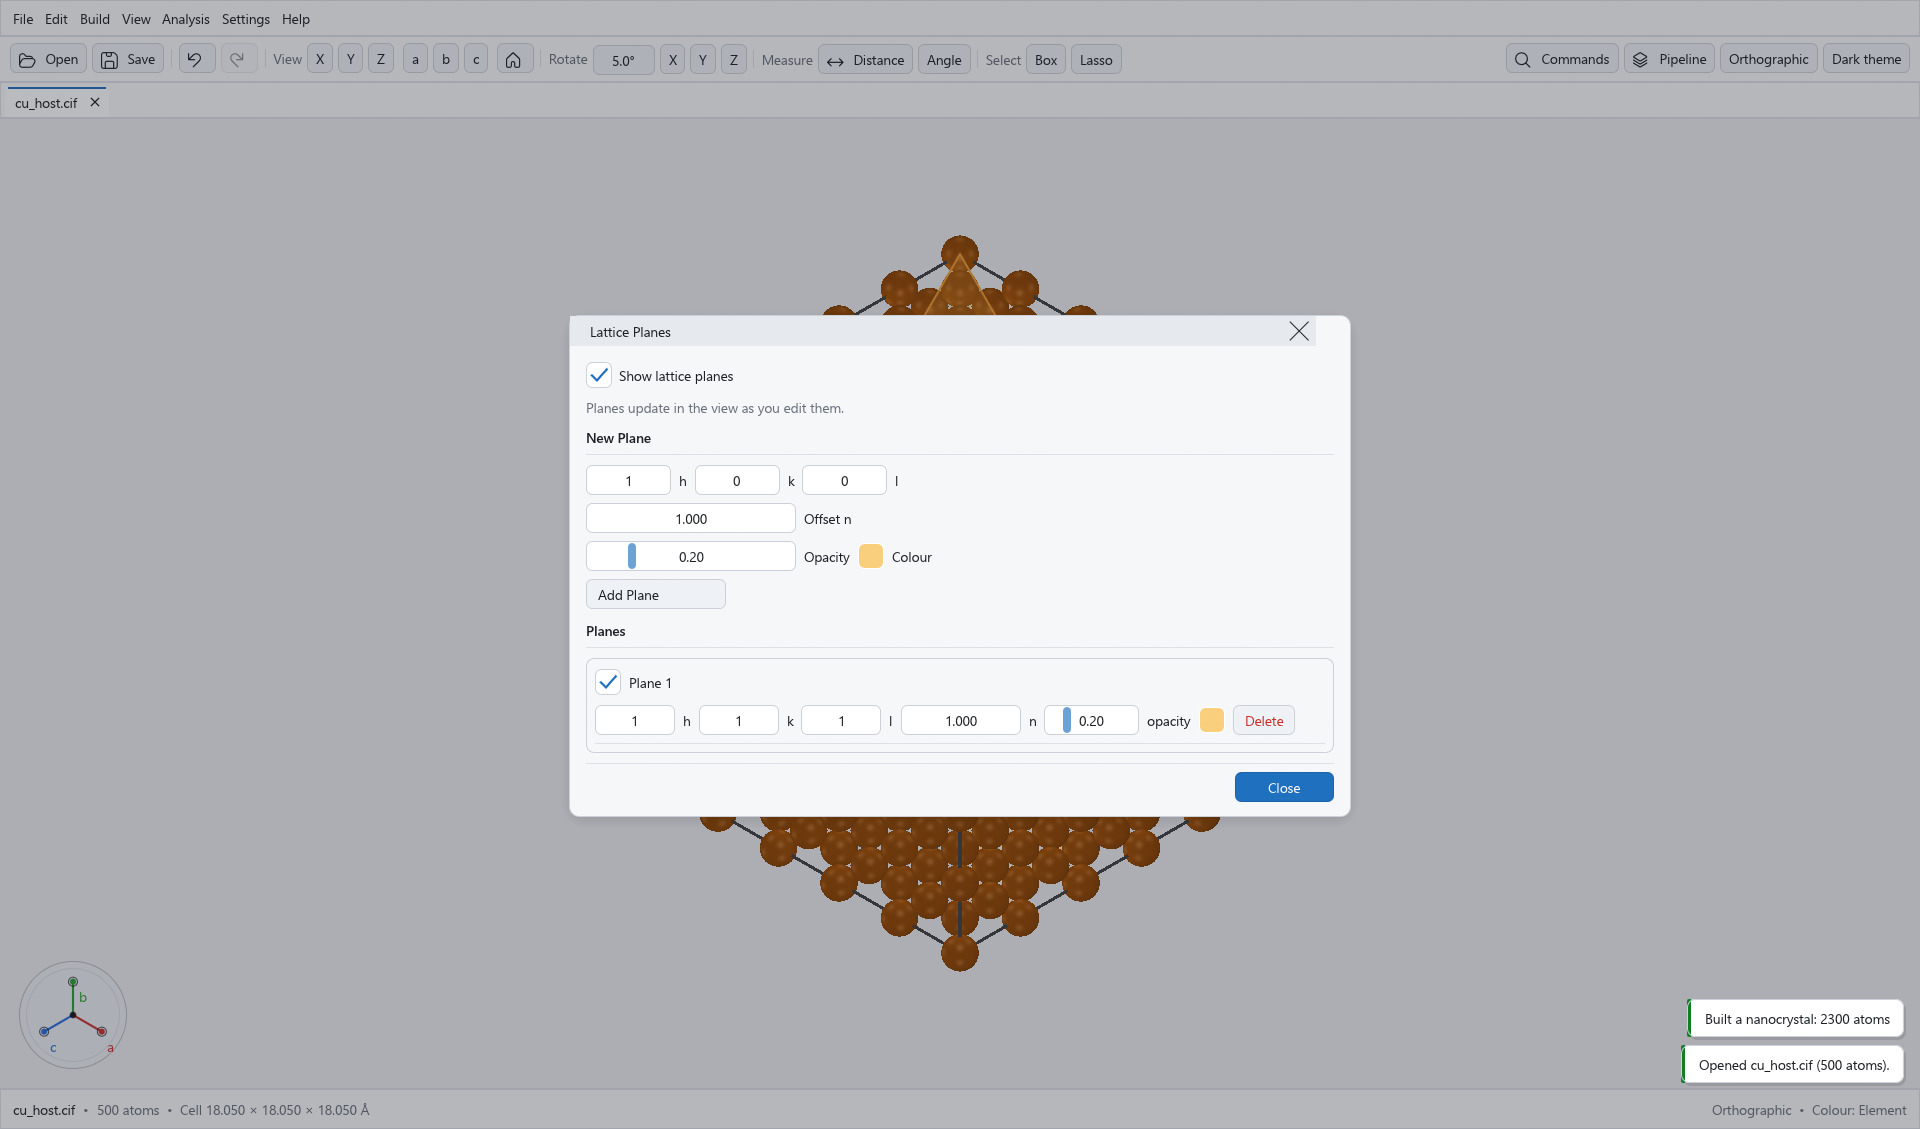 File Edit Build View Analysis Settings Help
Open Save View X Y Z a b c Rotate 5.0° X Y Z Measure Distance Angle Select Box Lasso Commands Pipeline Orthographic Dark theme
cu_host.cif
Lattice Planes
Show lattice planes
Planes update in the view as you edit them.
New Plane
1 h 0 k 0 l
1.000 Offset n
0.20 Opacity Colour
Add Plane
Planes
Plane 1
1 h 1 k 1 l 1.000 n 0.20 opacity Delete
Close
b
c a
Built a nanocrystal: 2300 atoms
Opened cu_host.cif (500 atoms).
cu_host.cif • 500 atoms • Cell 18.050 × 18.050 × 18.050 Å Orthographic • Colour: Element